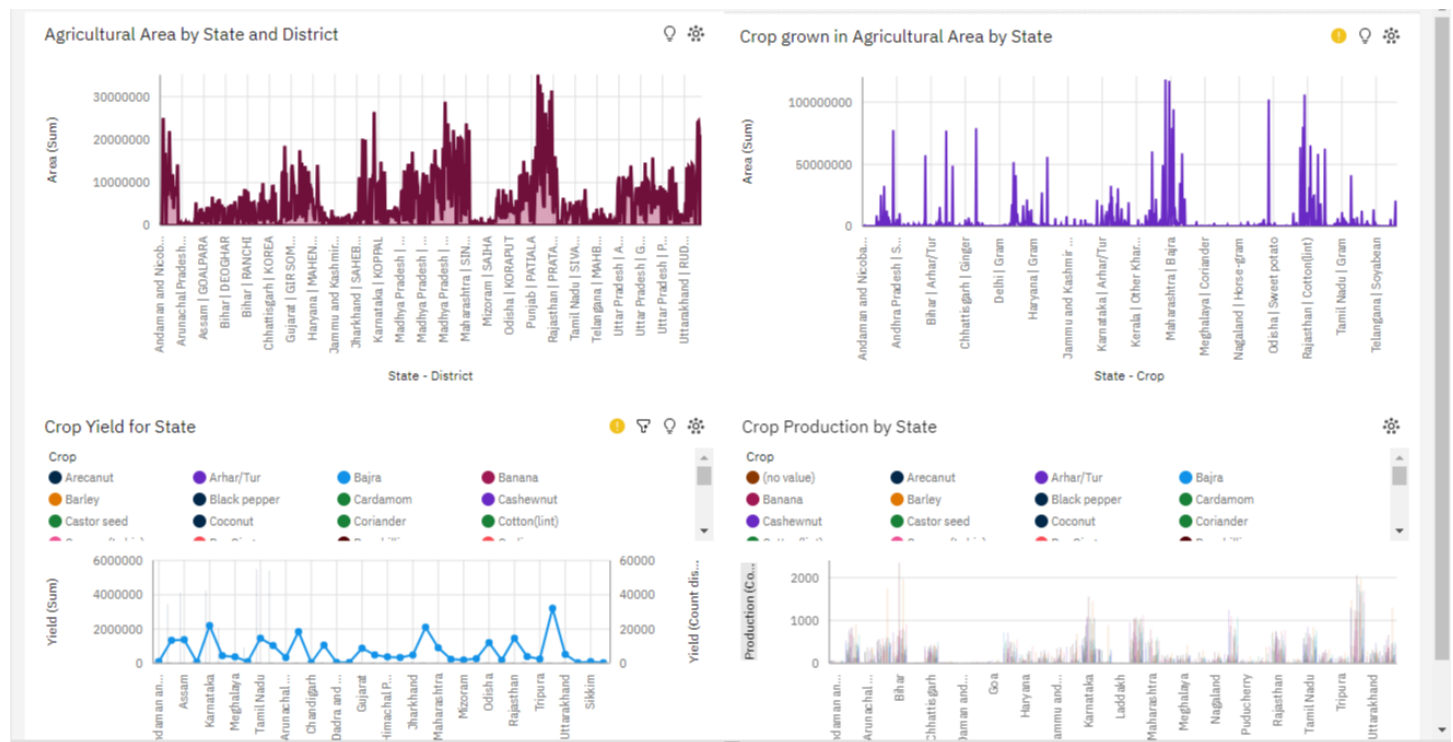 Agricultural Area by State and District
Area (Sum)
30000000
20000000
10000000
0
Andaman and Nicob...
Arunachal Pradesh...
Assam | GOALPARA
Bihar | DEOGHAR
Bihar | RANCHI
Chhattisgarh | KOREA
Gujarat | GIR SOM...
Haryana | MAHEN...
Jammu and Kashmir...
Jharkhand | SAHEB...
Karnataka | KOPPAL
Madhya Pradesh | ...
Madhya Pradesh | ...
Madhya Pradesh | ...
Maharashtra | SIN...
Mizoram | SAIHA
Odisha | KORAPUT
Punjab | PATIALA
Rajasthan | PRATA...
Tamil Nadu | SIVA...
Telangana | MAHB...
Uttar Pradesh | A...
Uttar Pradesh | G...
Uttar Pradesh | P...
Uttarakhand | RUD...
State - District
Crop grown in Agricultural Area by State
Area (Sum)
100000000
50000000
0
Andaman and Nicoba...
Andhra Pradesh | S...
Bihar | Arhar/Tur
Chhattisgarh | Ginger
Delhi | Gram
Haryana | Gram
Jammu and Kashmir ...
Karnataka | Arhar/Tur
Kerala | Other Khar...
Maharashtra | Bajra
Meghalaya | Coriander
Nagaland | Horse-gram
Odisha | Sweet potato
Rajasthan | Cotton(lint)
Tamil Nadu | Gram
Telangana | Soyabean
State - Crop
Crop Yield for State
Crop
Arecanut Arhar/Tur Bajra Banana
Barley Black pepper Cardamom Cashewnut
Castor seed Coconut Coriander Cotton(lint)
Yield (Sum)
6000000
4000000
2000000
0
60000
40000
20000
0
Yield (Count dis...
ndaman an...
Assam
Karnataka
Meghalaya
Tamil Nadu
Arunachal ...
Chandigarh
Dadra and ...
Gujarat
Himachal P...
Jharkhand
Maharashtra
Mizoram
Odisha
Rajasthan
Tripura
Uttarakhand
Sikkim
Crop Production by State
Crop
(no value) Arecanut Arhar/Tur Bajra
Banana Barley Black pepper Cardamom
Cashewnut Castor seed Coconut Coriander
Production (Co...
2000
1000
0
ndaman an...
Arunachal ...
Bihar
Chhattisgarh
Daman and...
Goa
Haryana
ammu and...
Karnataka
Laddakh
Maharashtra
Meghalaya
Nagaland
Puducherry
Rajasthan
Tamil Nadu
Tripura
Uttarakhand